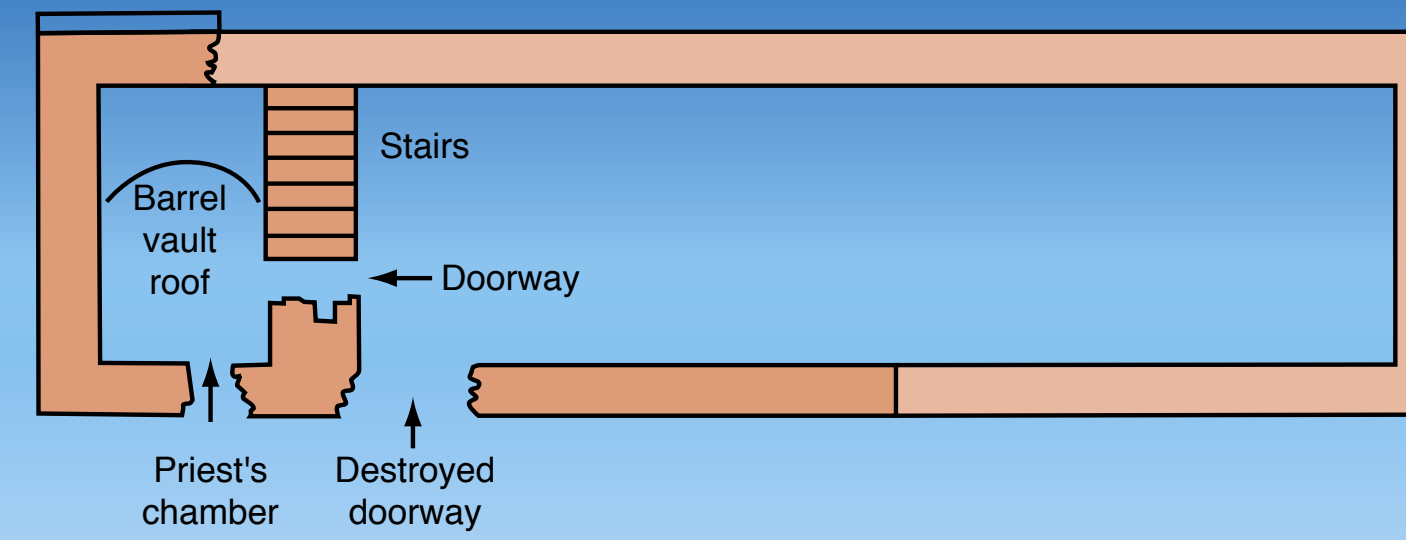 Stairs
Barrel
vault
roof
Doorway
Priest's
chamber
Destroyed
doorway